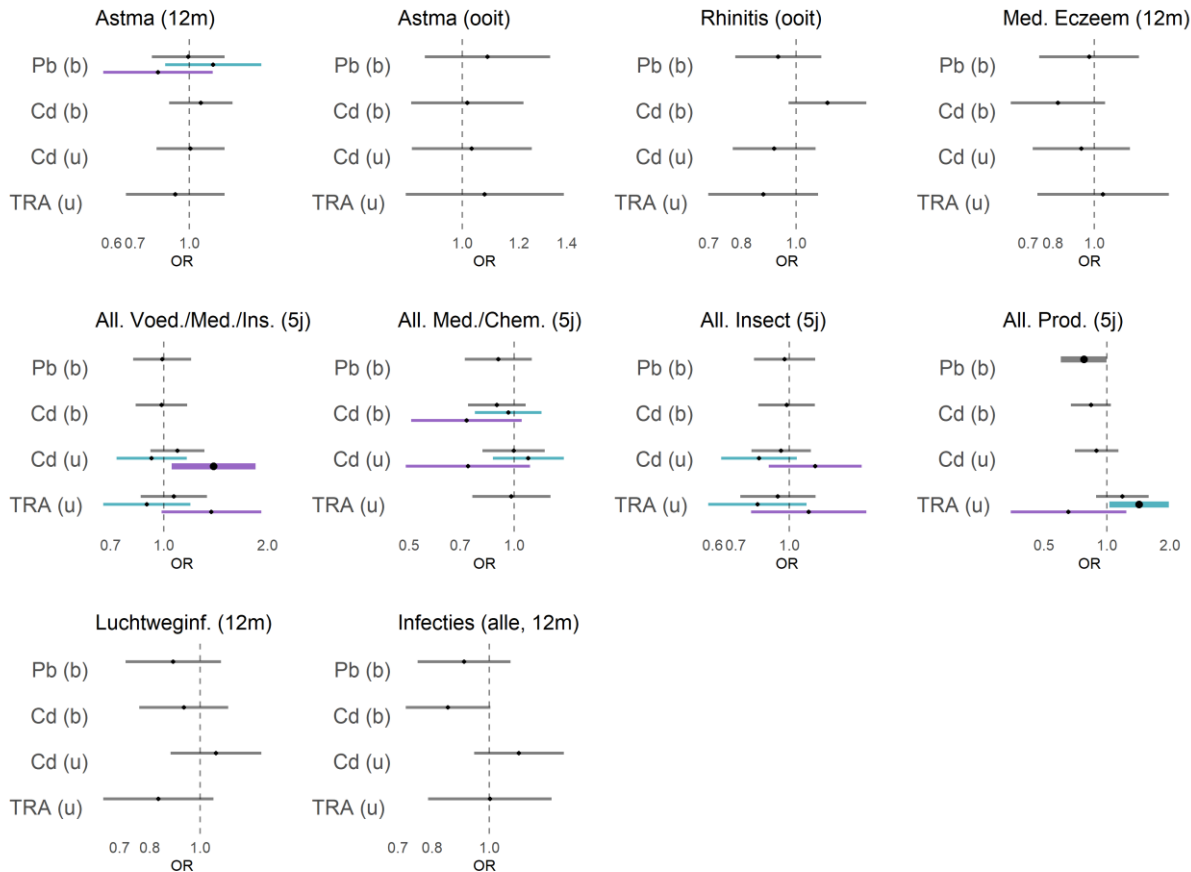 Astma (12m)
Pb (b)
Cd (b)
Cd (u)
TRA (u)
0.6 0.7 1.0
OR
Astma (ooit)
Pb (b)
Cd (b)
Cd (u)
TRA (u)
1.0 1.2 1.4
OR
Rhinitis (ooit)
Pb (b)
Cd (b)
Cd (u)
TRA (u)
0.7 0.8 1.0
OR
Med. Eczeem (12m)
Pb (b)
Cd (b)
Cd (u)
TRA (u)
0.7 0.8 1.0
OR
All. Voed./Med./Ins. (5j)
Pb (b)
Cd (b)
Cd (u)
TRA (u)
0.7 1.0 2.0
OR
All. Med./Chem. (5j)
Pb (b)
Cd (b)
Cd (u)
TRA (u)
0.5 0.7 1.0
OR
All. Insect (5j)
Pb (b)
Cd (b)
Cd (u)
TRA (u)
0.6 0.7 1.0
OR
All. Prod. (5j)
Pb (b)
Cd (b)
Cd (u)
TRA (u)
0.5 1.0 2.0
OR
Luchtweginf. (12m)
Pb (b)
Cd (b)
Cd (u)
TRA (u)
0.7 0.8 1.0
OR
Infecties (alle, 12m)
Pb (b)
Cd (b)
Cd (u)
TRA (u)
0.7 0.8 1.0
OR